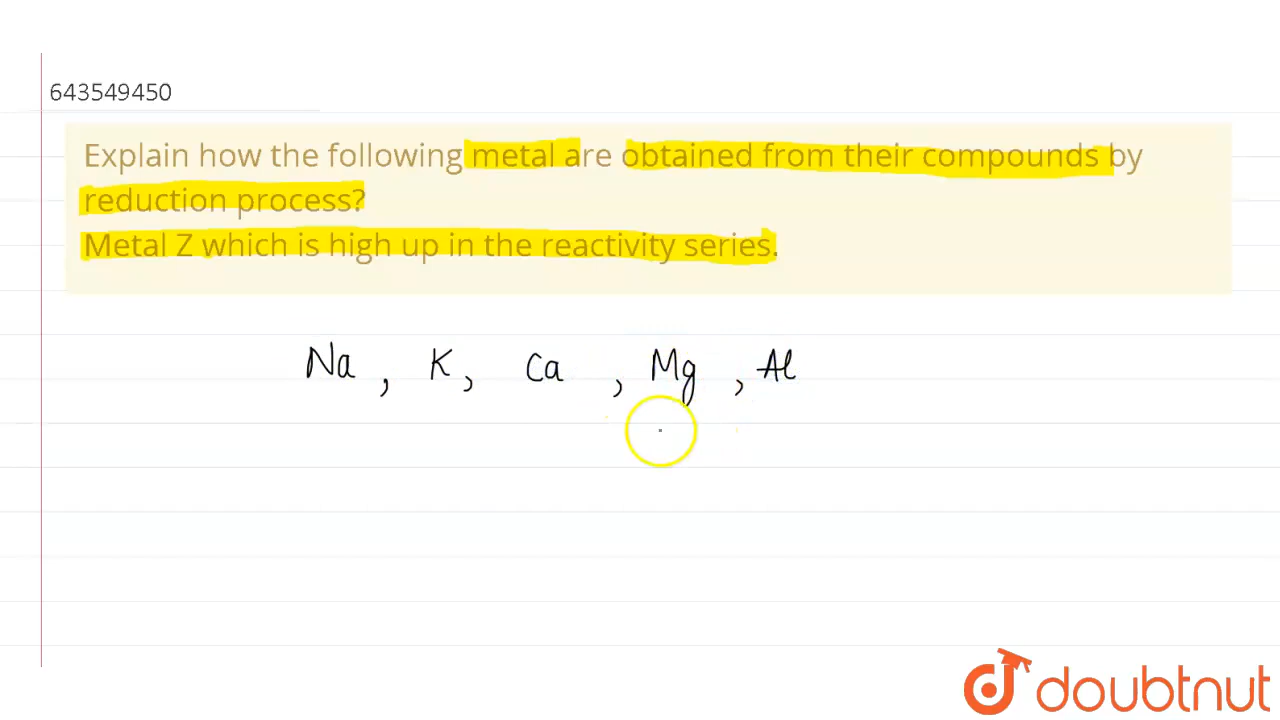 643549450
Explain how the following metal are obtained from their compounds by
reduction process?
Metal Z which is high up in the reactivity series.
Na, K, Ca, Mg, Al
doubtnut